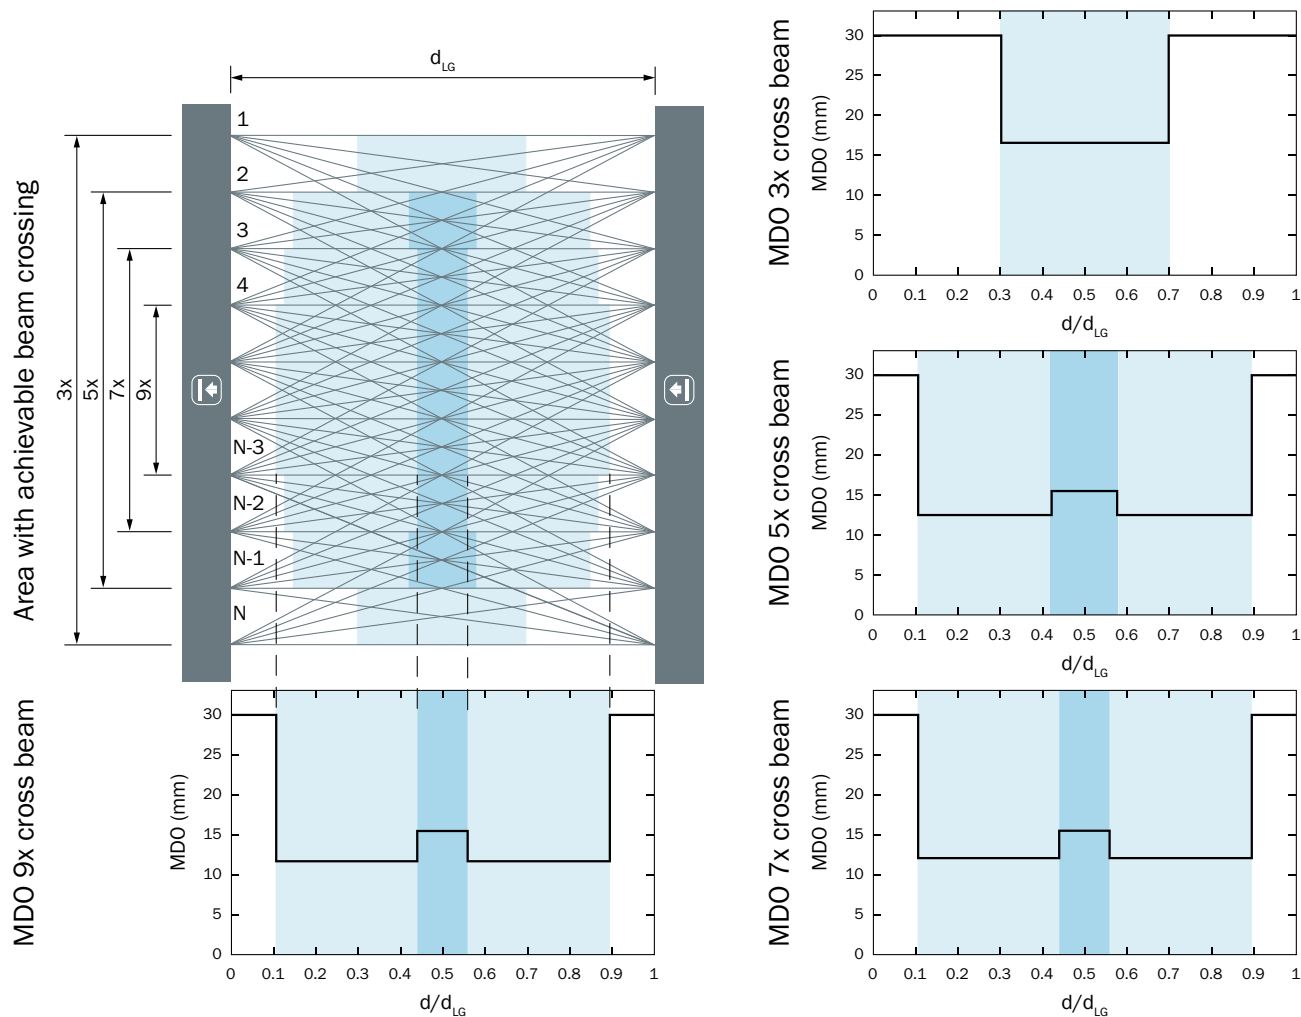 d_LG
Area with achievable beam crossing
3x
5x
7x
9x
1
2
3
4
N-3
N-2
N-1
N
MDO 3x cross beam
MDO (mm)
30
25
20
15
10
5
0
0 0.1 0.2 0.3 0.4 0.5 0.6 0.7 0.8 0.9 1
d/d_LG
MDO 5x cross beam
MDO (mm)
30
25
20
15
10
5
0
0 0.1 0.2 0.3 0.4 0.5 0.6 0.7 0.8 0.9 1
d/d_LG
MDO 9x cross beam
MDO (mm)
30
25
20
15
10
5
0
0 0.1 0.2 0.3 0.4 0.5 0.6 0.7 0.8 0.9 1
d/d_LG
MDO 7x cross beam
MDO (mm)
30
25
20
15
10
5
0
0 0.1 0.2 0.3 0.4 0.5 0.6 0.7 0.8 0.9 1
d/d_LG